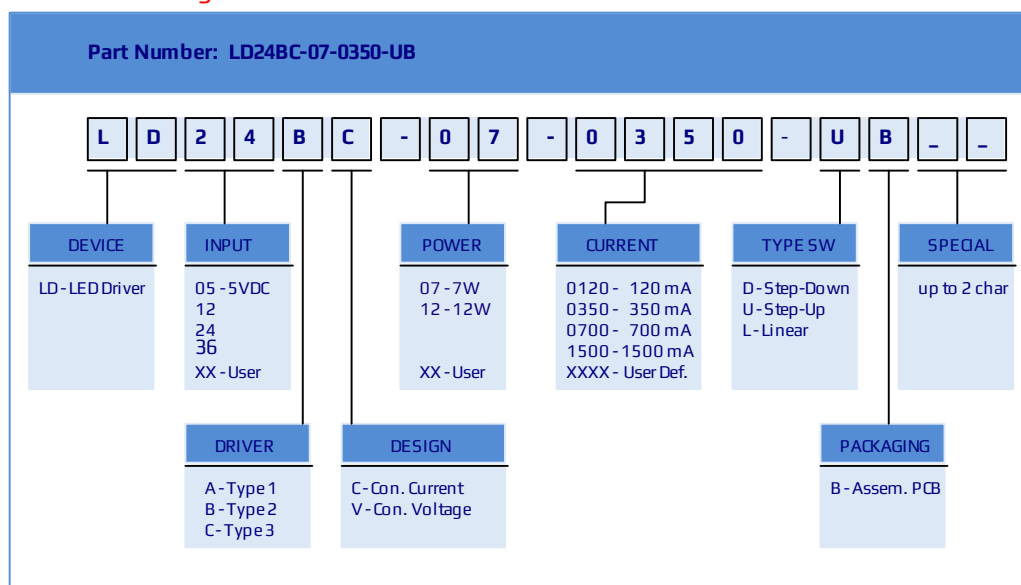 Part Number: LD24BC-07-0350-UB
L D 2 4 B C - 0 7 - 0 3 5 0 - U B _ _
DEVICE
LD - LED Driver
INPUT
05 - 5VDC
12
24
36
XX - User
POWER
07 - 7W
12 - 12W
XX - User
CURRENT
0120 - 120 mA
0350 - 350 mA
0700 - 700 mA
1500 - 1500 mA
XXXX - User Def.
TYPE SW
D - Step-Down
U - Step-Up
L - Linear
SPECIAL
up to 2 char
DRIVER
A - Type 1
B - Type 2
C - Type 3
DESIGN
C - Con. Current
V - Con. Voltage
PACKAGING
B - Assem. PCB